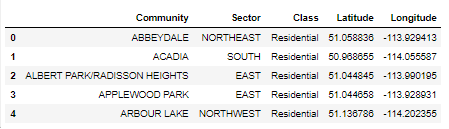 Community Sector Class Latitude Longitude
0 ABBEYDALE NORTHEAST Residential 51.058836 -113.929413
1 ACADIA SOUTH Residential 50.968655 -114.055587
2 ALBERT PARK/RADISSON HEIGHTS EAST Residential 51.044845 -113.990195
3 APPLEWOOD PARK EAST Residential 51.044658 -113.928931
4 ARBOUR LAKE NORTHWEST Residential 51.136786 -114.202355